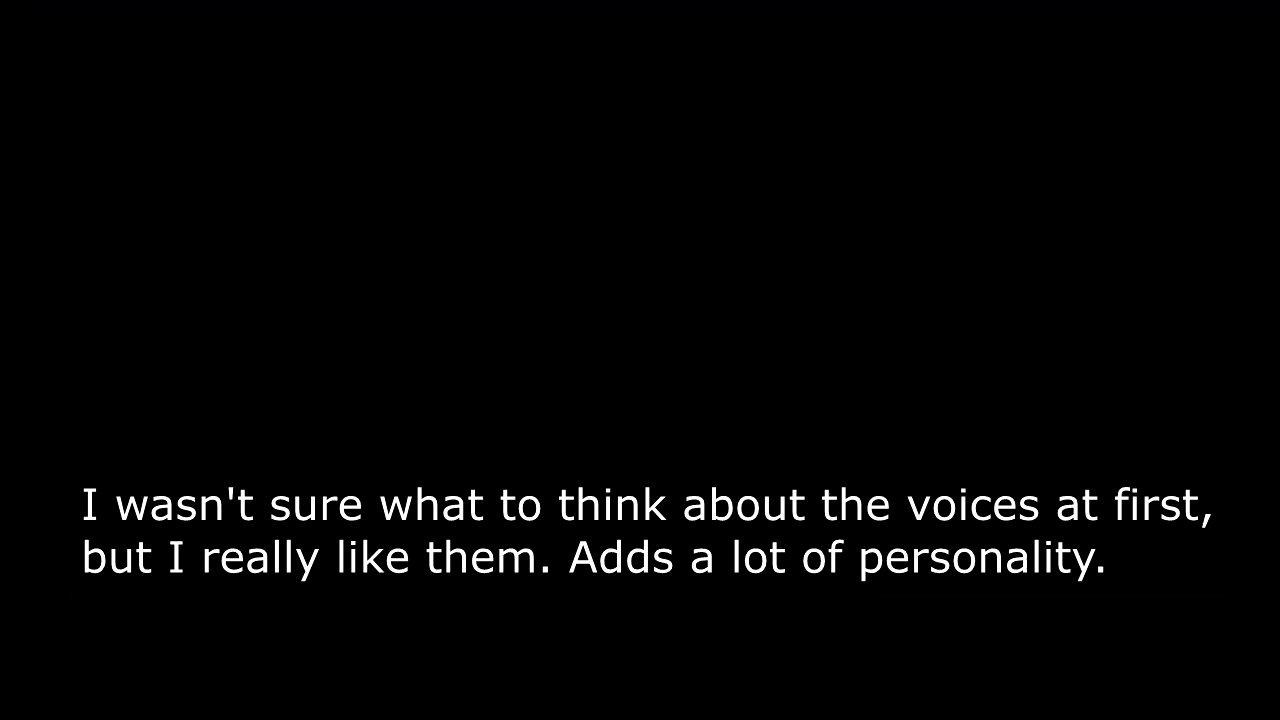 I wasn't sure what to think about the voices at first,
but I really like them. Adds a lot of personality.